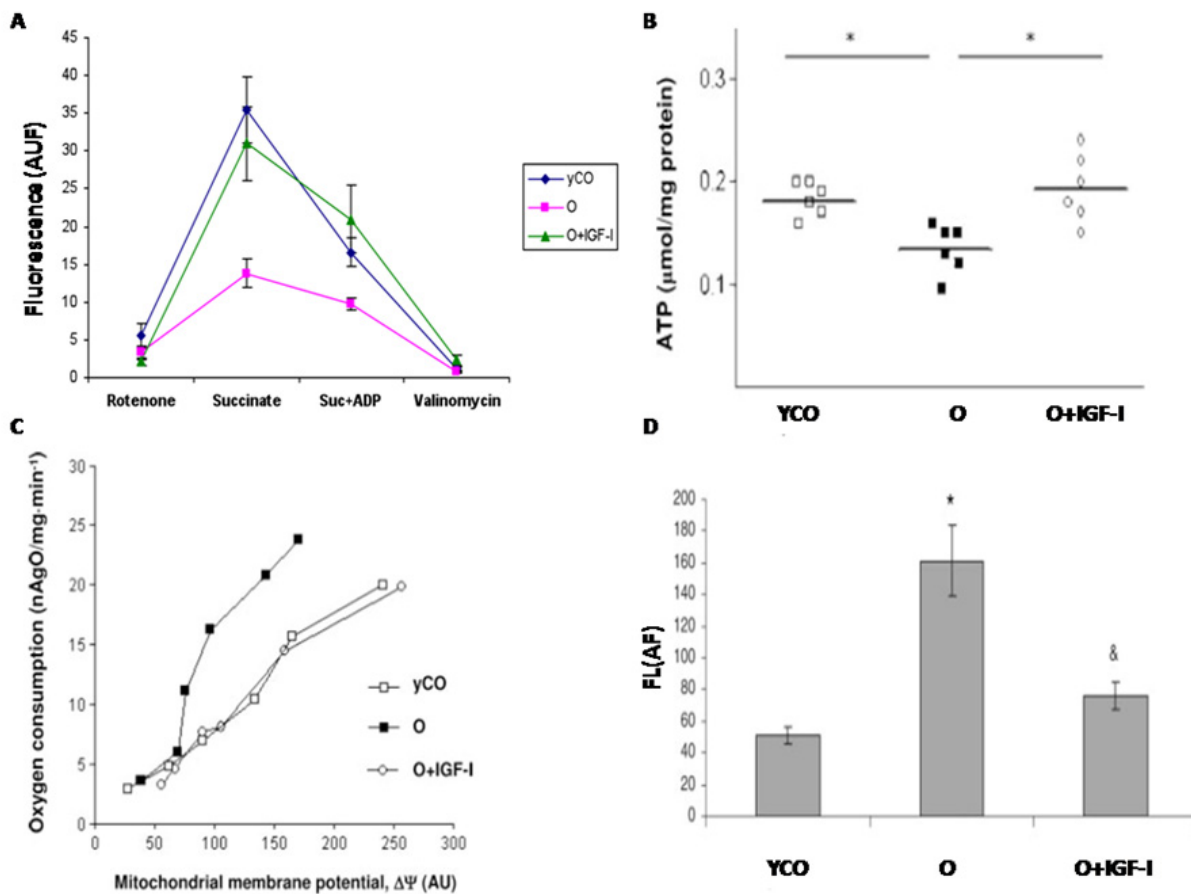 A
45
40
35
30
25
20
15
10
5
0
Fluorescence (AUF)
Rotenone Succinate Suc+ADP Valinomycin
yCO
O
O+IGF-I
B
* *
0.3
0.2
0.1
ATP (μmol/mg protein)
YCO O O+IGF-I
C
30
25
20
15
10
5
0
Oxygen consumption (nAgO/mg·min⁻¹)
0 50 100 150 200 250 300
Mitochondrial membrane potential, ΔΨ (AU)
yCO
O
O+IGF-I
D
200
180
160
140
120
100
80
60
40
20
0
FL(AF)
*
&
YCO O O+IGF-I